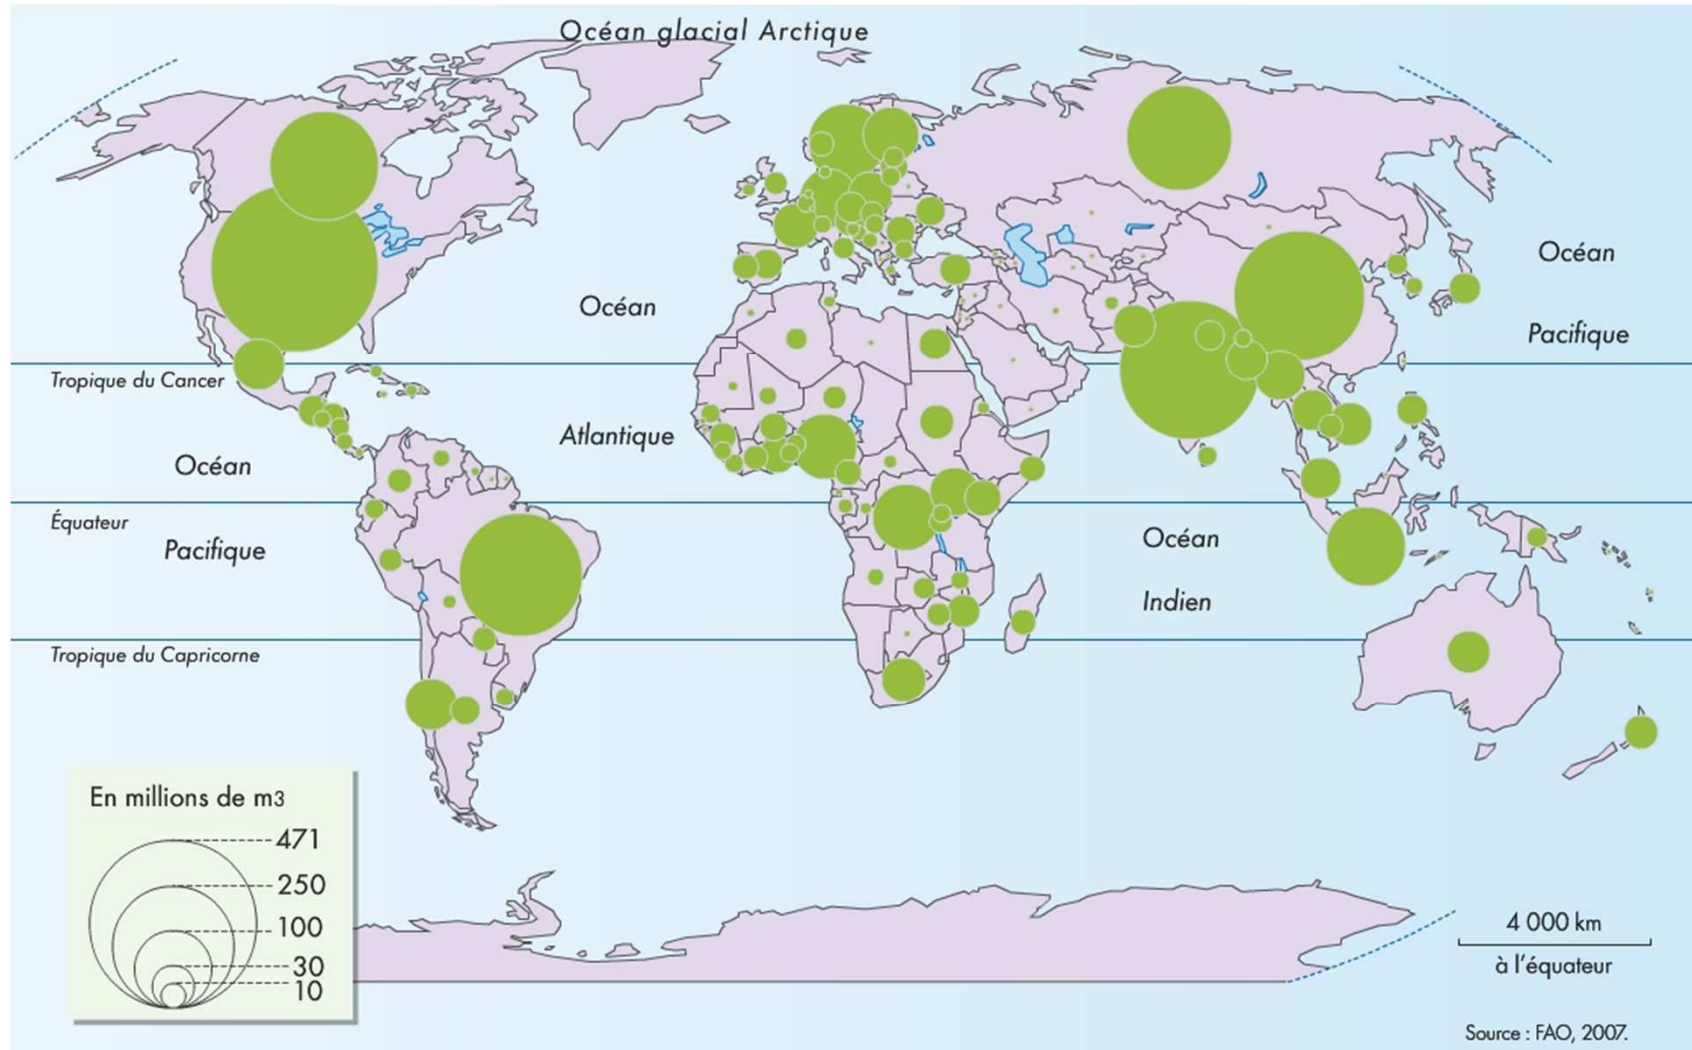 Océan glacial Arctique
Océan
Pacifique
Océan
Atlantique
Tropique du Cancer
Océan
Pacifique
Équateur
Océan
Indien
Tropique du Capricorne
En millions de m3
471
250
100
30
10
4 000 km
à l'équateur
Source : FAO, 2007.